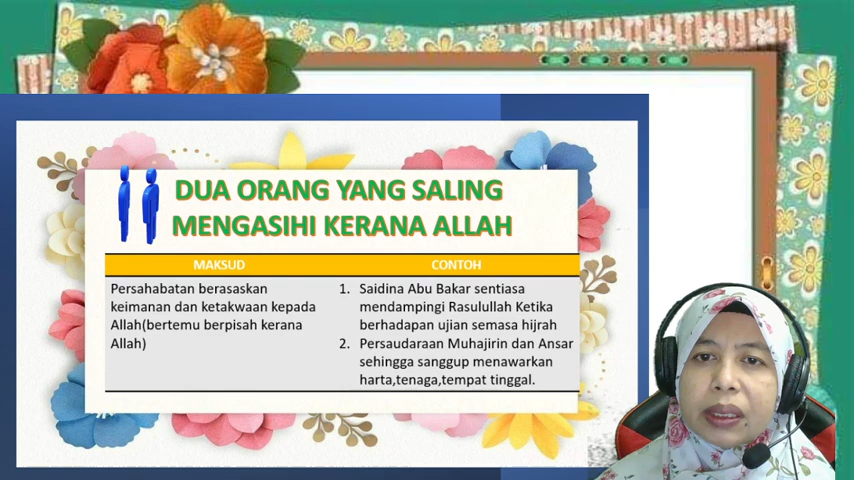 DUA ORANG YANG SALING
MENGASIHI KERANA ALLAH
MAKSUD
CONTOH
Persahabatan berasaskan
keimanan dan ketakwaan kepada
Allah(bertemu berpisah kerana
Allah)
1. Saidina Abu Bakar sentiasa
mendampingi Rasulullah Ketika
berhadapan ujian semasa hijrah
2. Persaudaraan Muhajirin dan Ansar
sehingga sanggup menawarkan
harta,tenaga,tempat tinggal.